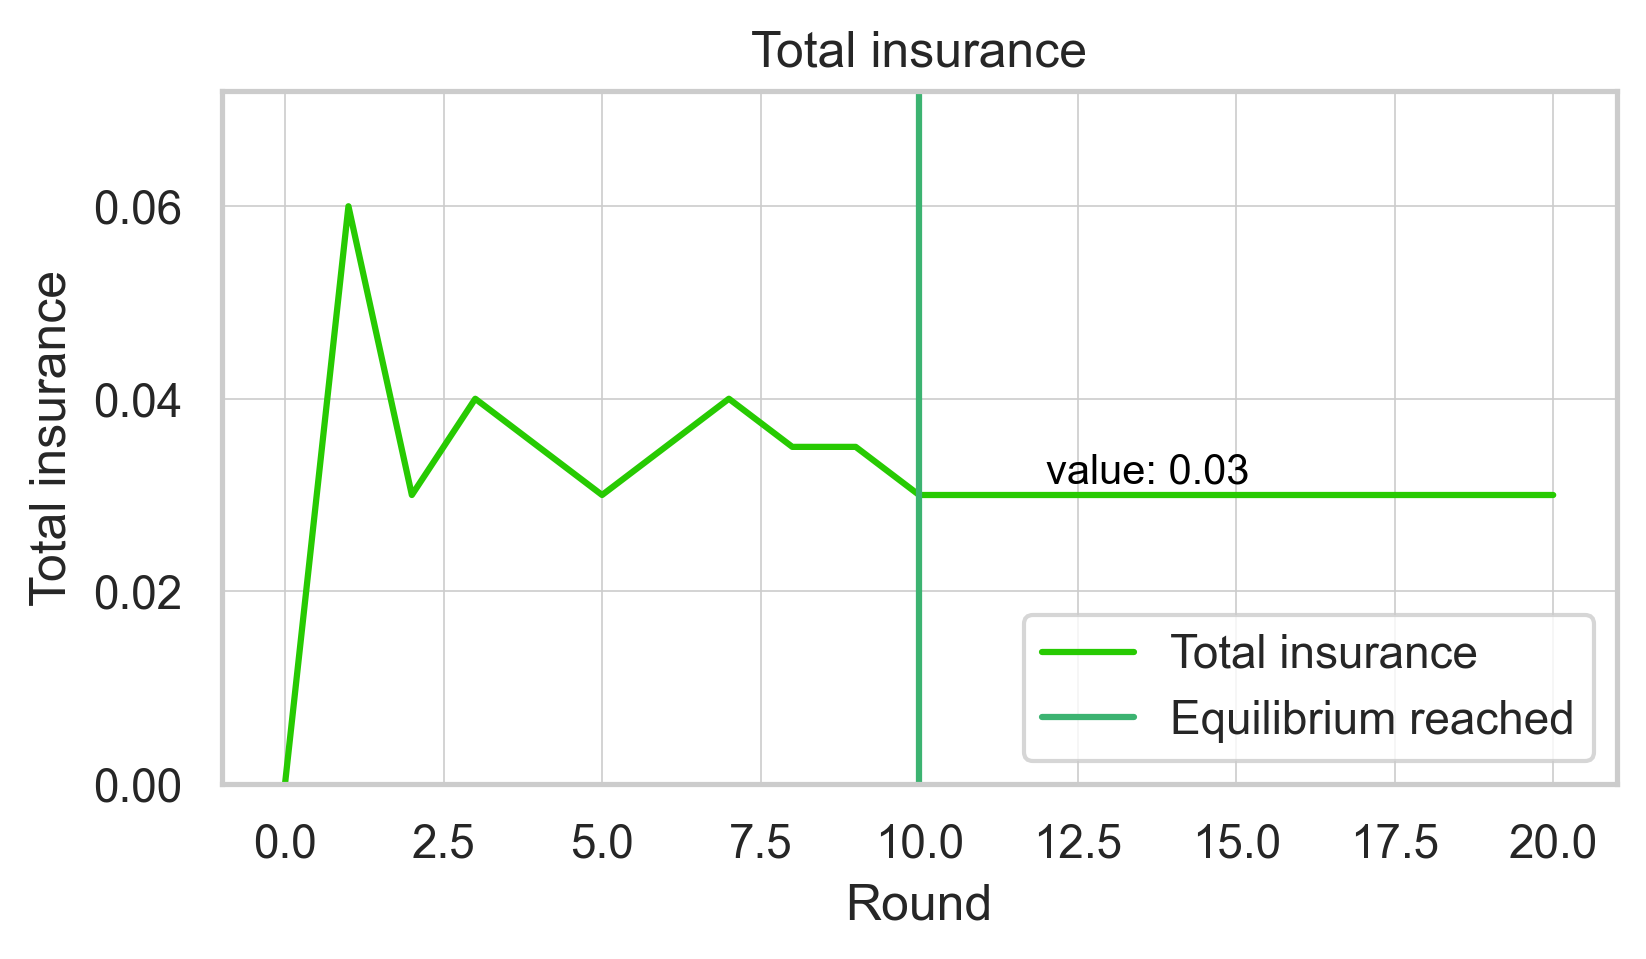 Total insurance
Total insurance
0.06
0.04
0.02
0.00
value: 0.03
Total insurance
Equilibrium reached
0.0 2.5 5.0 7.5 10.0 12.5 15.0 17.5 20.0
Round